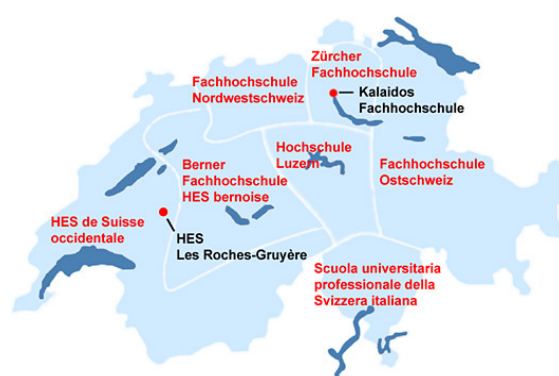 Zürcher
Fachhochschule
Fachhochschule
Nordwestschweiz
Kalaidos
Fachhochschule
Hochschule
Luzern
Berner
Fachhochschule
HES bernoise
Fachhochschule
Ostschweiz
HES de Suisse
occidentale
HES
Les Roches-Gruyère
Scuola universitaria
professionale della
Svizzera italiana